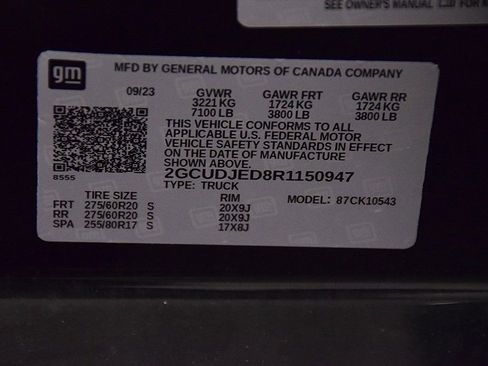 SEE OWNER'S MANUAL
FOR
gm
MFD BY GENERAL MOTORS OF CANADA COMPANY
09/23 GVWR GAWR FRT GAWR RR
3221 KG 1724 KG 1724 KG
7100 LB 3800 LB 3800 LB
THIS VEHICLE CONFORMS TO ALL
APPLICABLE U.S. FEDERAL MOTOR
VEHICLE SAFETY STANDARDS IN EFFECT
ON THE DATE OF MANUFACTURE
SHOWN ABOVE.
8555
2GCUDJED8R1150947
TYPE: TRUCK
TIRE SIZE RIM MODEL: 87CK10543
FRT 275/60R20 S 20X9J
RR 275/60R20 S 20X9J
SPA 255/80R17 S 17X8J